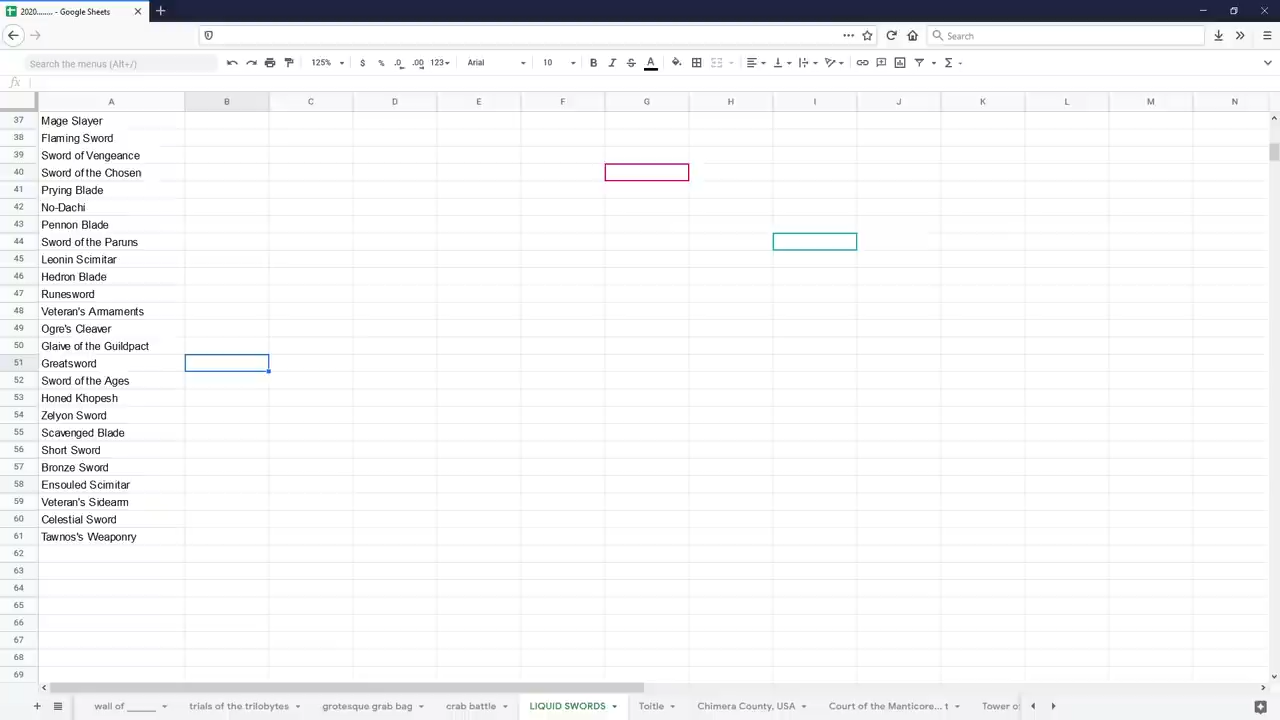 2020........ - Google Sheets
Search
Search the menus (Alt+/)
125% $ % .0 .00 123 Arial 10 B I S A Σ
fx
A B C D E F G H I J K L M N
37 Mage Slayer
38 Flaming Sword
39 Sword of Vengeance
40 Sword of the Chosen
41 Prying Blade
42 No-Dachi
43 Pennon Blade
44 Sword of the Paruns
45 Leonin Scimitar
46 Hedron Blade
47 Runesword
48 Veteran's Armaments
49 Ogre's Cleaver
50 Glaive of the Guildpact
51 Greatsword
52 Sword of the Ages
53 Honed Khopesh
54 Zelyon Sword
55 Scavenged Blade
56 Short Sword
57 Bronze Sword
58 Ensouled Scimitar
59 Veteran's Sidearm
60 Celestial Sword
61 Tawnos's Weaponry
62
63
64
65
66
67
68
69
wall of ______ trials of the trilobytes grotesque grab bag crab battle LIQUID SWORDS Toitle Chimera County, USA Court of the Manticore... t Tower o